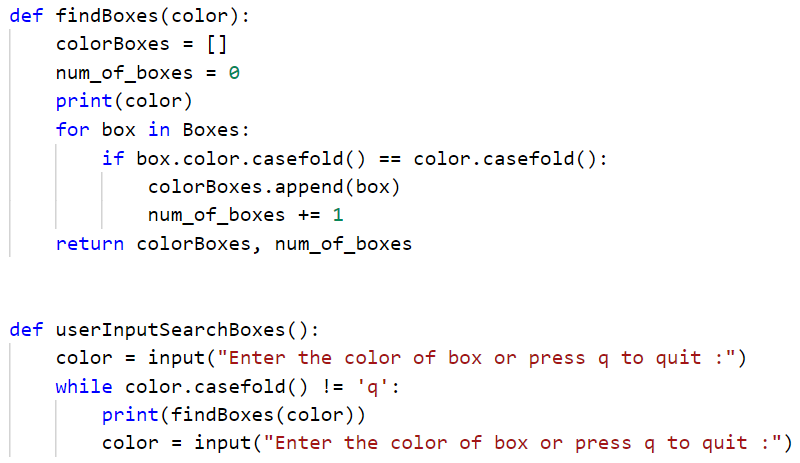 def findBoxes(color):
    colorBoxes = []
    num_of_boxes = 0
    print(color)
    for box in Boxes:
        if box.color.casefold() == color.casefold():
            colorBoxes.append(box)
            num_of_boxes += 1
    return colorBoxes, num_of_boxes
def userInputSearchBoxes():
    color = input("Enter the color of box or press q to quit :")
    while color.casefold() != 'q':
        print(findBoxes(color))
        color = input("Enter the color of box or press q to quit :")